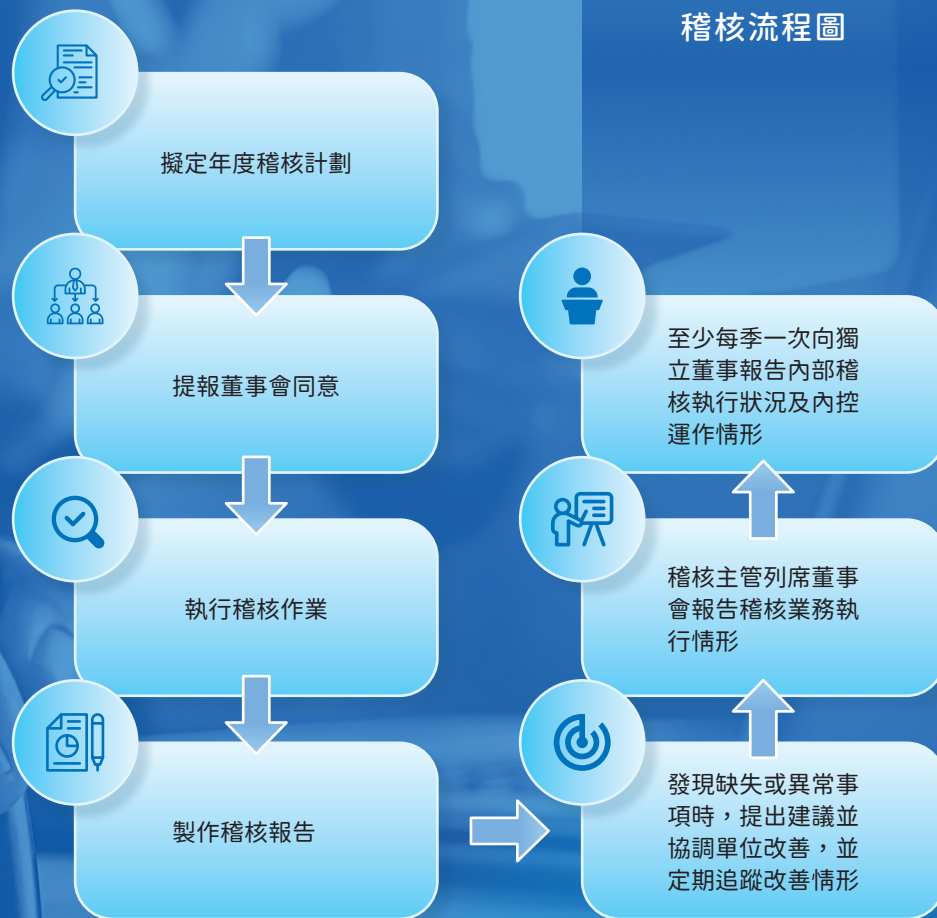 稽核流程圖
擬定年度稽核計劃
提報董事會同意
執行稽核作業
製作稽核報告
發現缺失或異常事
項時，提出建議並
協調單位改善，並
定期追蹤改善情形
稽核主管列席董事
會報告稽核業務執
行情形
至少每季一次向獨
立董事報告內部稽
核執行狀況及內控
運作情形